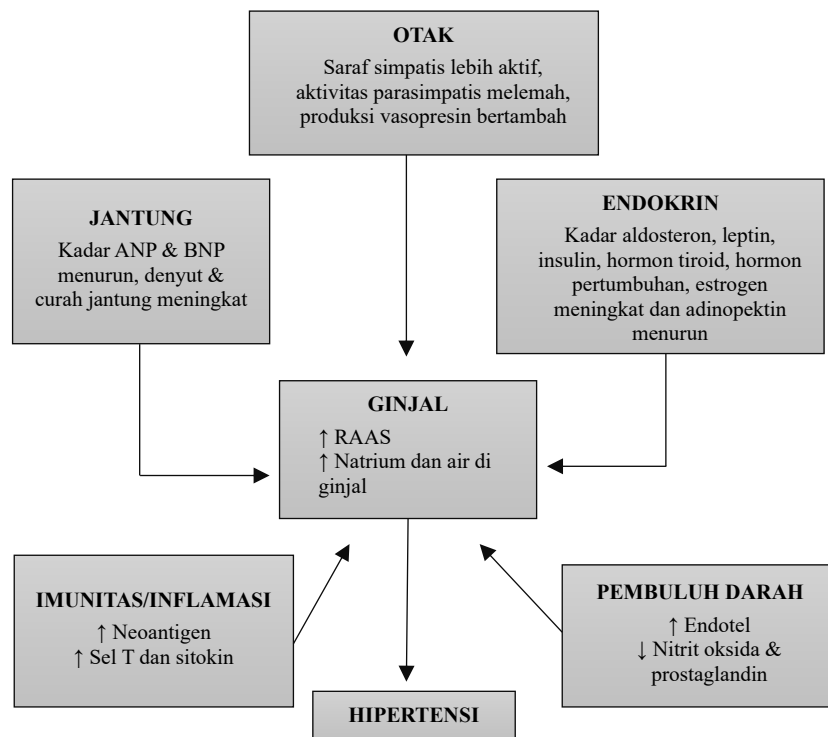 OTAK
Saraf simpatis lebih aktif,
aktivitas parasimpatis melemah,
produksi vasopresin bertambah
JANTUNG
Kadar ANP & BNP
menurun, denyut &
curah jantung meningkat
ENDOKRIN
Kadar aldosteron, leptin,
insulin, hormon tiroid, hormon
pertumbuhan, estrogen
meningkat dan adinopektin
menurun
GINJAL
↑ RAAS
↑ Natrium dan air di
ginjal
IMUNITAS/INFLAMASI
↑ Neoantigen
↑ Sel T dan sitokin
PEMBULUH DARAH
↑ Endotel
↓ Nitrit oksida &
prostaglandin
HIPERTENSI